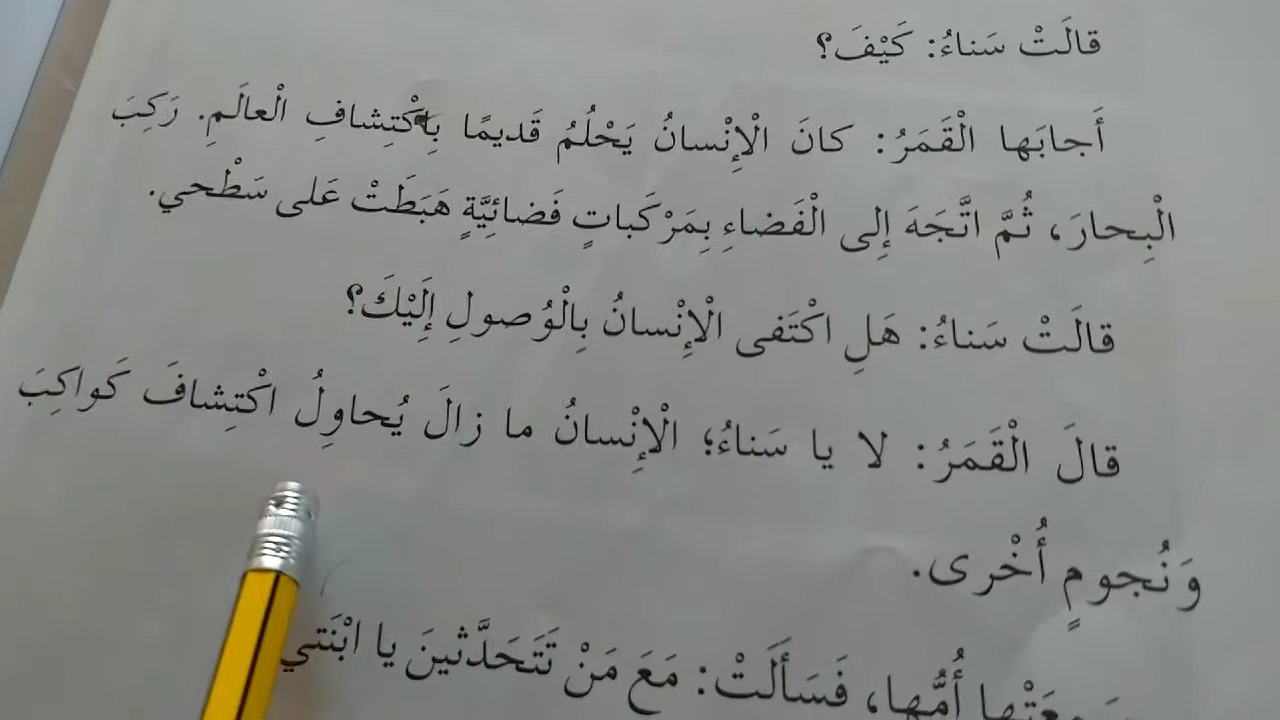 قالَتْ سَناءُ: كَيْفَ؟
أَجابَها الْقَمَرُ: كانَ الْإِنْسانُ يَحْلُمُ قَديمًا بِاكْتِشافِ الْعالَمِ. رَكِبَ
الْبِحارَ، ثُمَّ اتَّجَهَ إِلى الْفَضاءِ بِمَرْكَباتٍ فَضائِيَّةٍ هَبَطَتْ عَلى سَطْحي.
قالَتْ سَناءُ: هَلِ اكْتَفى الْإِنْسانُ بِالْوُصولِ إِلَيْكَ؟
قالَ الْقَمَرُ: لا يا سَناءُ؛ الْإِنْسانُ ما زالَ يُحاوِلُ اكْتِشافَ كَواكِبَ
وَنُجومٍ أُخْرى.
أُمُّها، فَسَأَلَتْ: مَعَ مَنْ تَتَحَدَّثينَ يا ابْنَتي